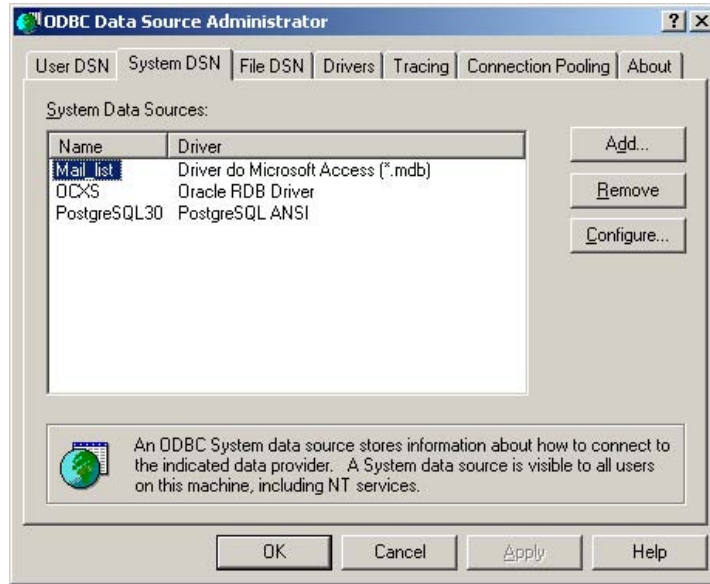 ODBC Data Source Administrator
User DSN System DSN File DSN Drivers Tracing Connection Pooling About
System Data Sources:
Name Driver
Mail_list Driver do Microsoft Access (*.mdb)
OCXS Oracle RDB Driver
PostgreSQL30 PostgreSQL ANSI
Add...
Remove
Configure...
An ODBC System data source stores information about how to connect to
the indicated data provider. A System data source is visible to all users
on this machine, including NT services.
OK Cancel Apply Help